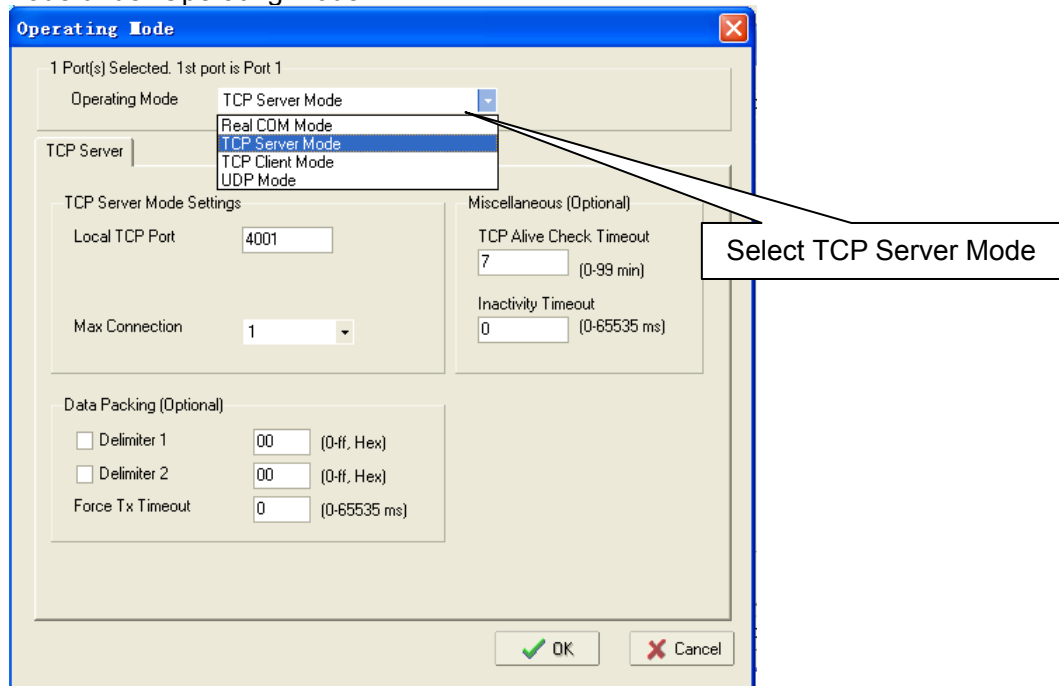 Operating Mode
1 Port(s) Selected. 1st port is Port 1
Operating Mode
TCP Server Mode
Real COM Mode
TCP Server Mode
TCP Client Mode
UDP Mode
TCP Server
TCP Server Mode Settings
Local TCP Port
4001
Max Connection
1
Miscellaneous (Optional)
TCP Alive Check Timeout
7 (0-99 min)
Inactivity Timeout
0 (0-65535 ms)
Select TCP Server Mode
Data Packing (Optional)
Delimiter 1 00 (0-ff, Hex)
Delimiter 2 00 (0-ff, Hex)
Force Tx Timeout 0 (0-65535 ms)
OK
Cancel